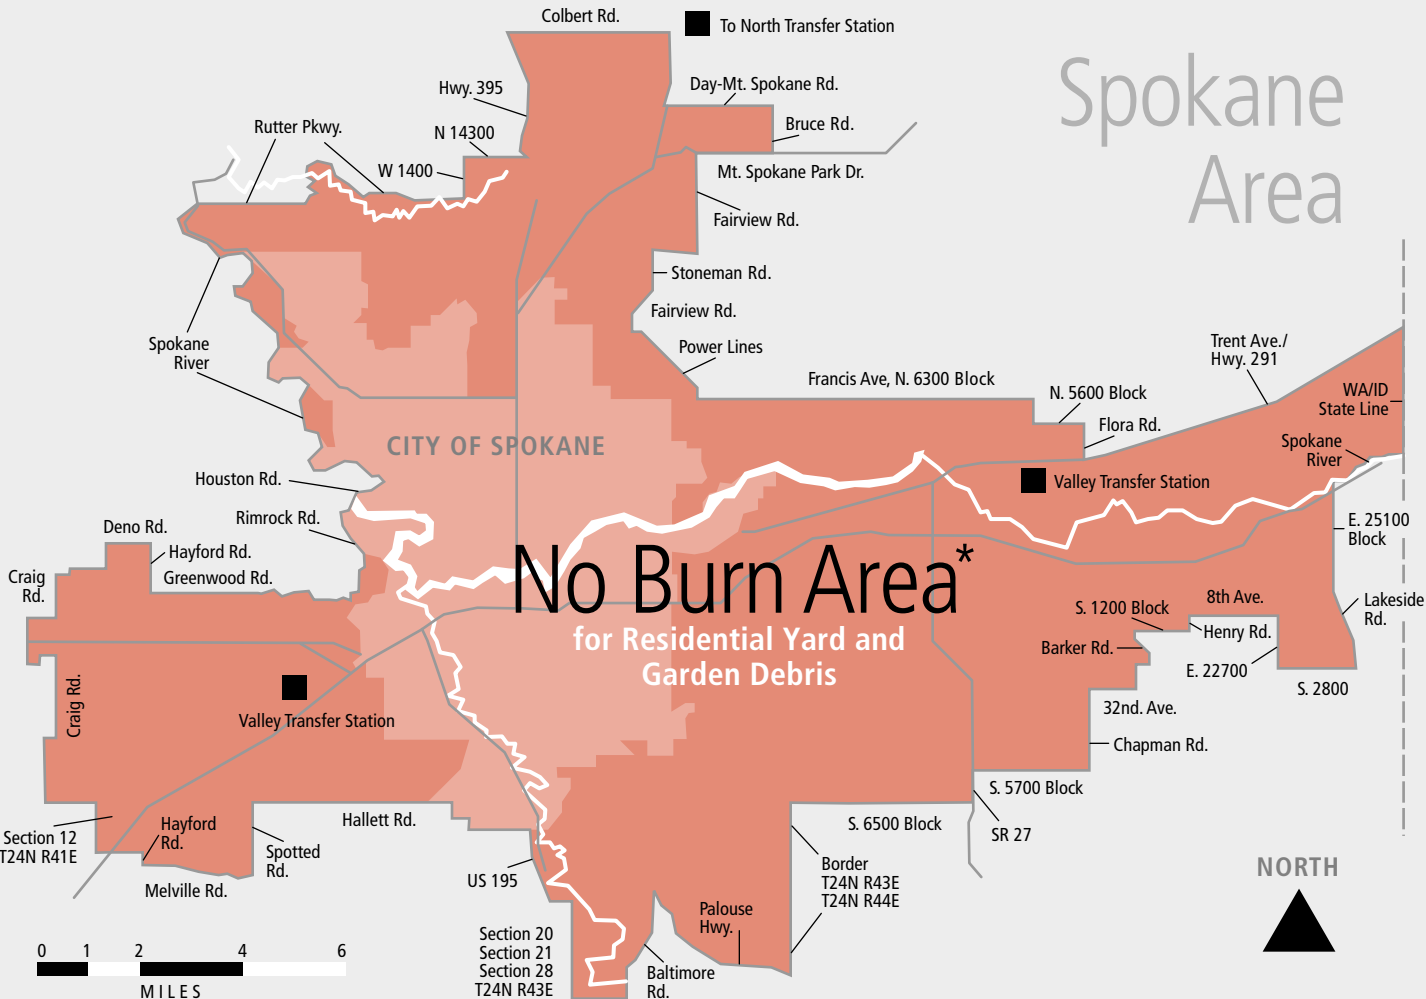 Colbert Rd.
To North Transfer Station
Spokane
Area
Hwy. 395
Day-Mt. Spokane Rd.
Rutter Pkwy.
N 14300
Bruce Rd.
W 1400
Mt. Spokane Park Dr.
Fairview Rd.
Stoneman Rd.
Fairview Rd.
Spokane
River
Power Lines
Trent Ave./
Hwy. 291
Francis Ave, N. 6300 Block
N. 5600 Block
WA/ID
State Line
Flora Rd.
CITY OF SPOKANE
Spokane
River
Houston Rd.
Valley Transfer Station
Rimrock Rd.
Deno Rd.
E. 25100
Block
Hayford Rd.
Greenwood Rd.
Craig
Rd.
No Burn Area*
for Residential Yard and
Garden Debris
8th Ave.
S. 1200 Block
Lakeside
Rd.
Henry Rd.
Barker Rd.
E. 22700
S. 2800
Craig Rd.
Valley Transfer Station
32nd. Ave.
Chapman Rd.
S. 5700 Block
Section 12
T24N R41E
Hayford
Rd.
Hallett Rd.
S. 6500 Block
SR 27
Spotted
Rd.
Melville Rd.
US 195
Border
T24N R43E
T24N R44E
NORTH
Palouse
Hwy.
Section 20
Section 21
Section 28
T24N R43E
Baltimore
Rd.
0 1 2 4 6
MILES